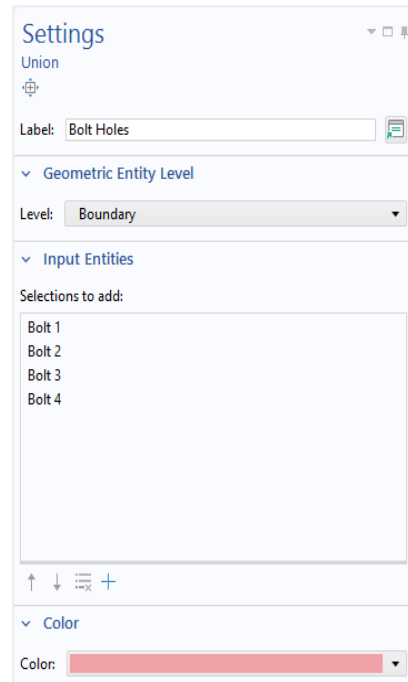 Settings
Union
Label: Bolt Holes
Geometric Entity Level
Level: Boundary
Input Entities
Selections to add:
Bolt 1
Bolt 2
Bolt 3
Bolt 4
Color
Color: